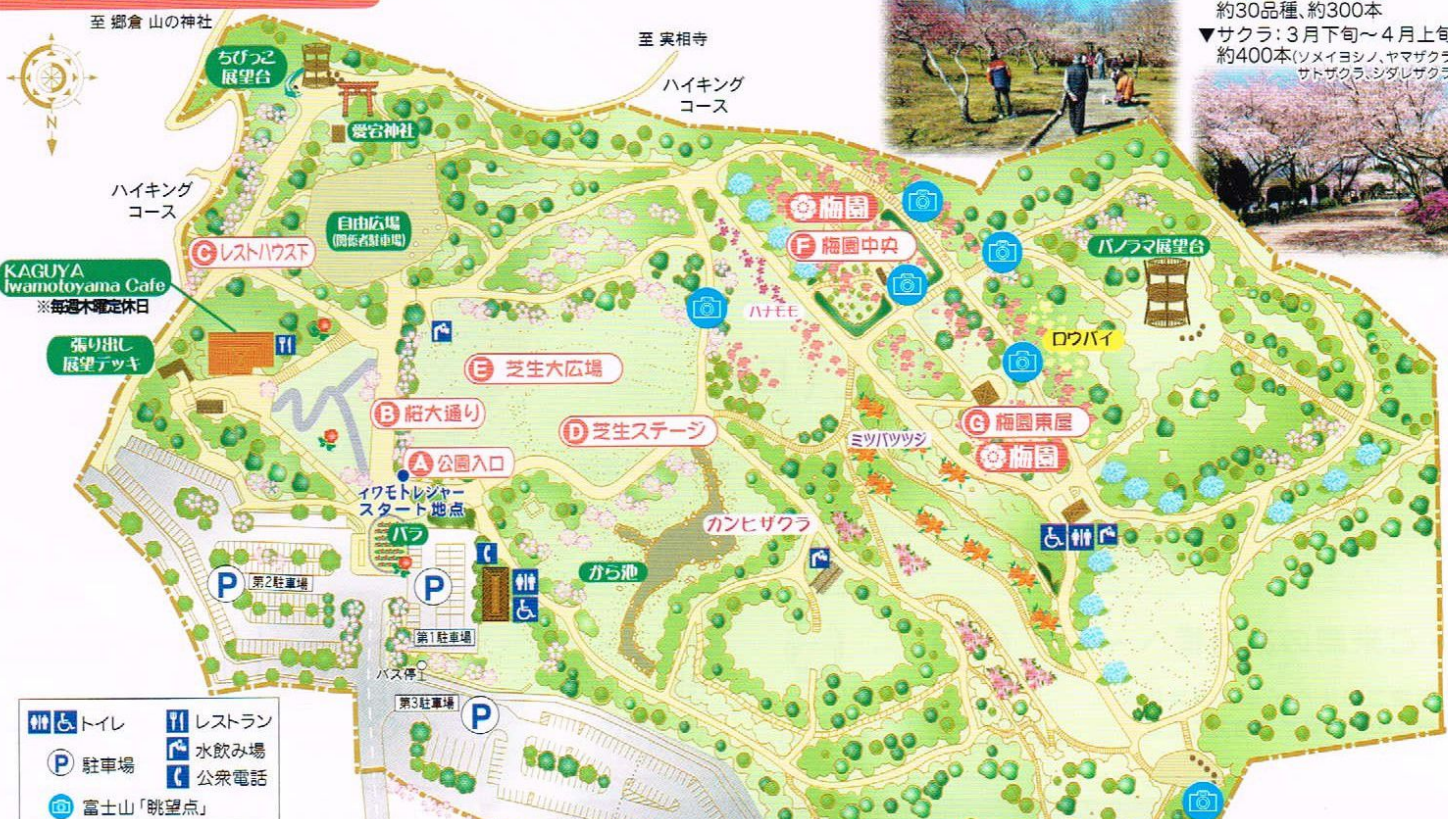 約30品種、約300本
▼サクラ:3月下旬～4月上旬
約400本(ソメイヨシノ、ヤマザクラ
サトザクラ、シダレザクラ
至 郷倉 山の神社
至 実相寺
ハイキング
コース
N
ちびっこ
展望台
愛宕神社
ハイキング
コース
自由広場
(関係者駐車場)
C レストハウス下
KAGUYA
Iwamotoyama Cafe
※毎週木曜定休日
張り出し
展望デッキ
梅園
F 梅園中央
パノラマ展望台
ハナモモ
ロウバイ
E 芝生大広場
B 桜大通り
D 芝生ステージ
A 公園入口
G 梅園東屋
梅園
ミツバツツジ
イワモトレジャー
スタート地点
バラ
カンヒザクラ
から池
P 第2駐車場
P
第1駐車場
バス停
第3駐車場 P
トイレ
レストラン
P 駐車場
水飲み場
公衆電話
富士山「眺望点」